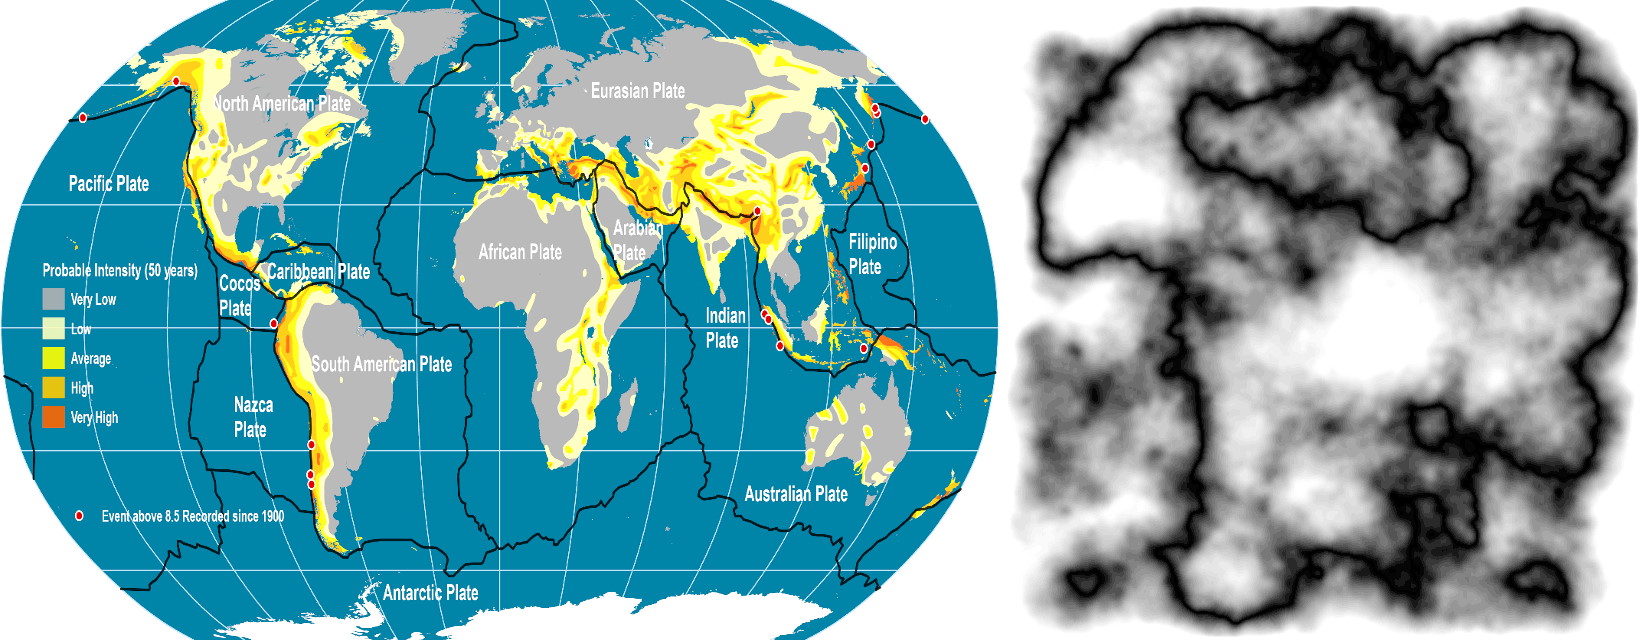 Eurasian Plate
North American Plate
Pacific Plate
Arabian
Plate
African Plate
Filipino
Plate
Probable Intensity (50 years)
Caribbean Plate
Cocos
Plate
Very Low
Low
Average
High
Very High
Indian
Plate
South American Plate
Nazca
Plate
Australian Plate
Event above 8.5 Recorded since 1900
Antarctic Plate